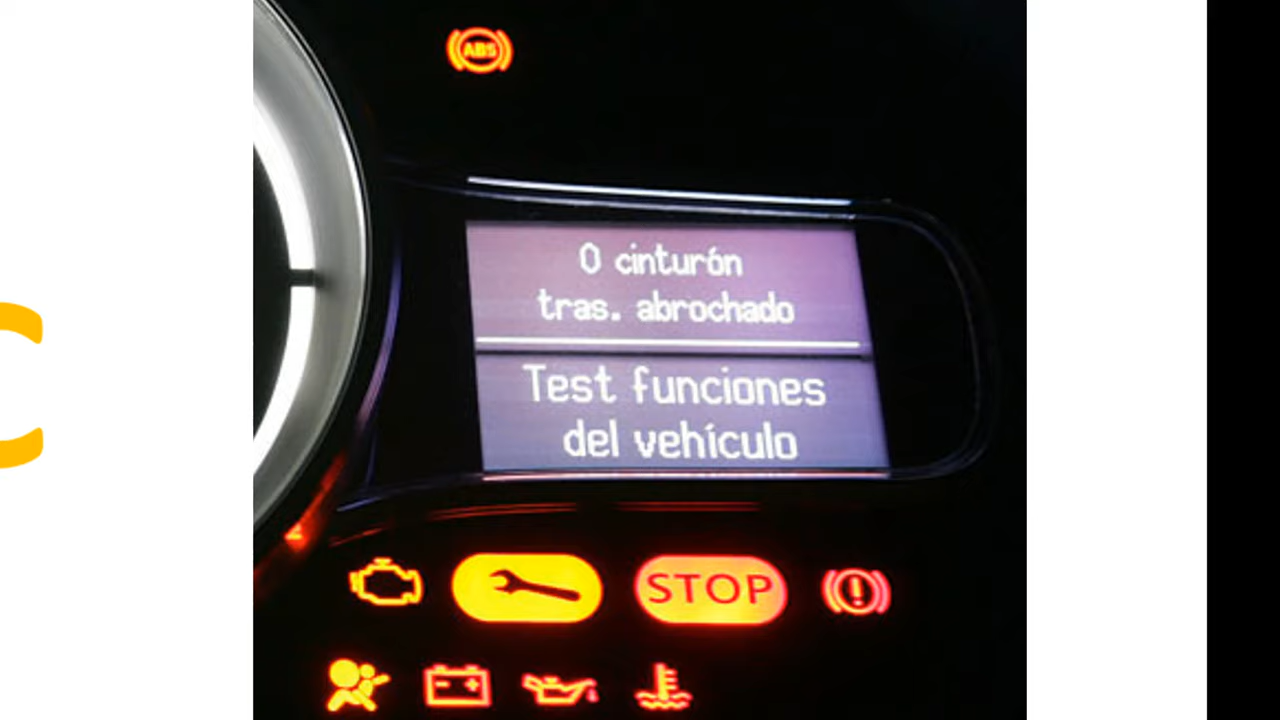 ABS
0 cinturón
tras. abrochado
Test funciones
del vehículo
STOP